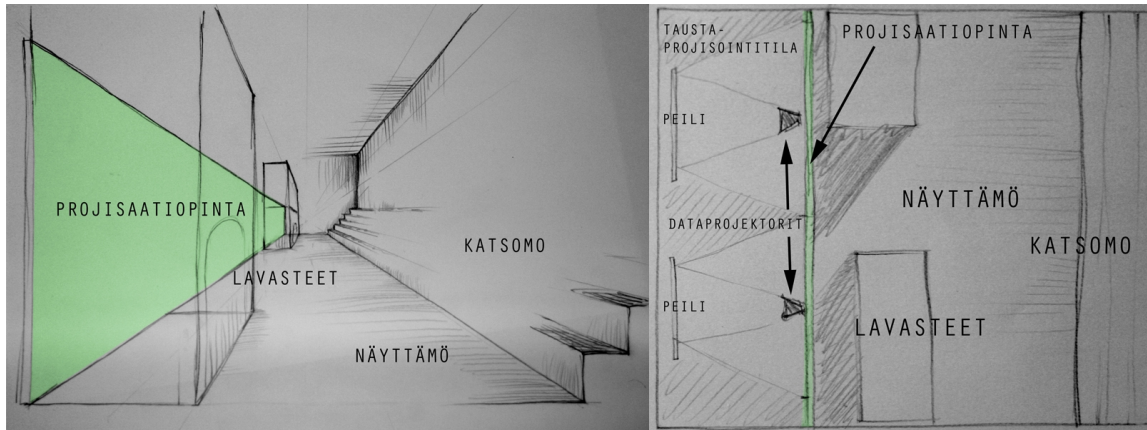 PROJISAATIOPINTA
KATSOMO
LAVASTEET
NÄYTTÄMÖ
TAUSTA-
PROJISOINTITILA
PROJISAATIOPINTA
PEILI
NÄYTTÄMÖ
DATAPROJEKTORIT
KATSOMO
PEILI
LAVASTEET